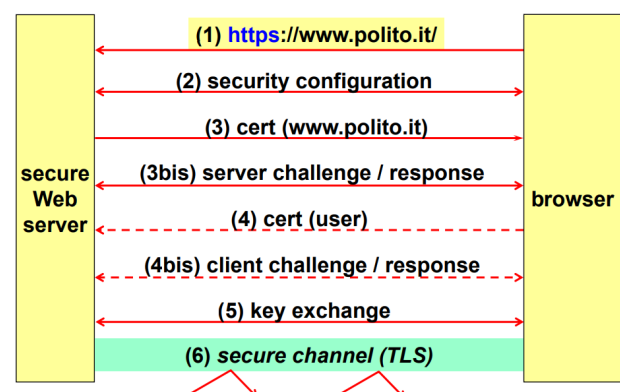 (1) https://www.polito.it/
(2) security configuration
(3) cert (www.polito.it)
(3bis) server challenge / response
secure
Web
server
browser
(4) cert (user)
(4bis) client challenge / response
(5) key exchange
(6) secure channel (TLS)